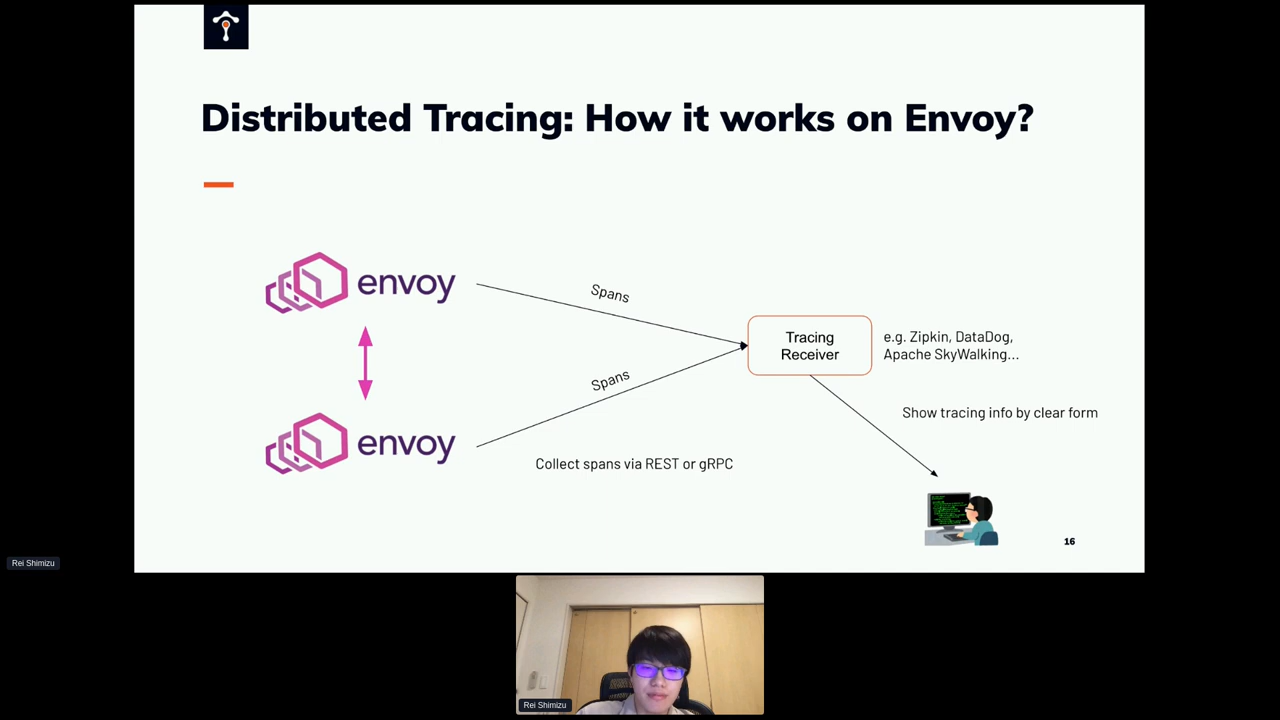 Distributed Tracing: How it works on Envoy?
envoy
Spans
Tracing
Receiver
e.g. Zipkin, DataDog,
Apache SkyWalking...
Spans
Show tracing info by clear form
envoy
Collect spans via REST or gRPC
16
Rei Shimizu
Rei Shimizu